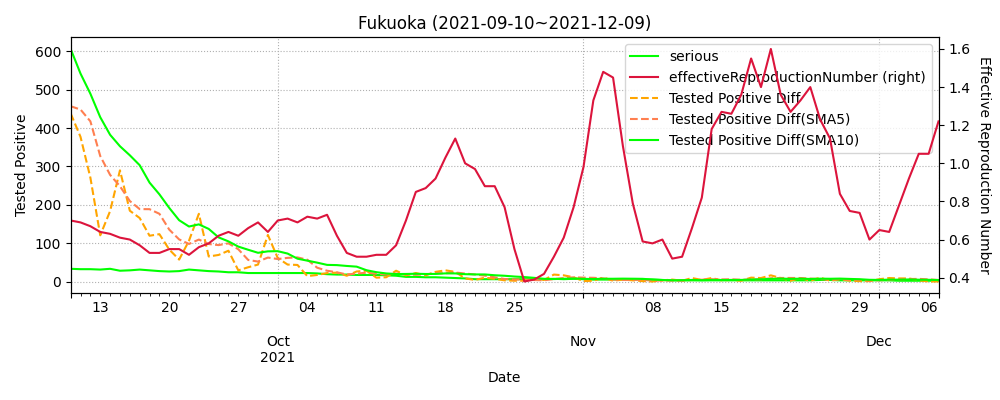 Fukuoka (2021-09-10~2021-12-09)
600
500
400
300
200
100
0
Tested Positive
1.6
1.4
1.2
1.0
0.8
0.6
0.4
Effective Reproduction Number
serious
effectiveReproductionNumber (right)
Tested Positive Diff
Tested Positive Diff(SMA5)
Tested Positive Diff(SMA10)
13 20 27 04 11 18 25 08 15 22 29 06
Oct Nov Dec
2021
Date